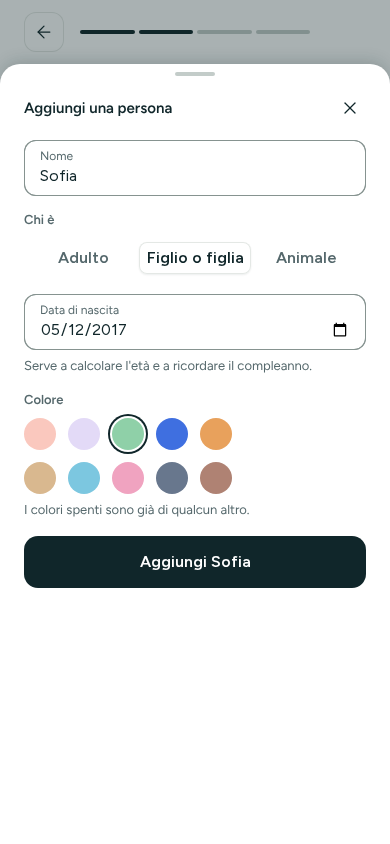 Aggiungi una persona
Nome
Sofia
Chi è
Adulto Figlio o figlia Animale
Data di nascita
05/12/2017
Serve a calcolare l'età e a ricordare il compleanno.
Colore
I colori spenti sono già di qualcun altro.
Aggiungi Sofia